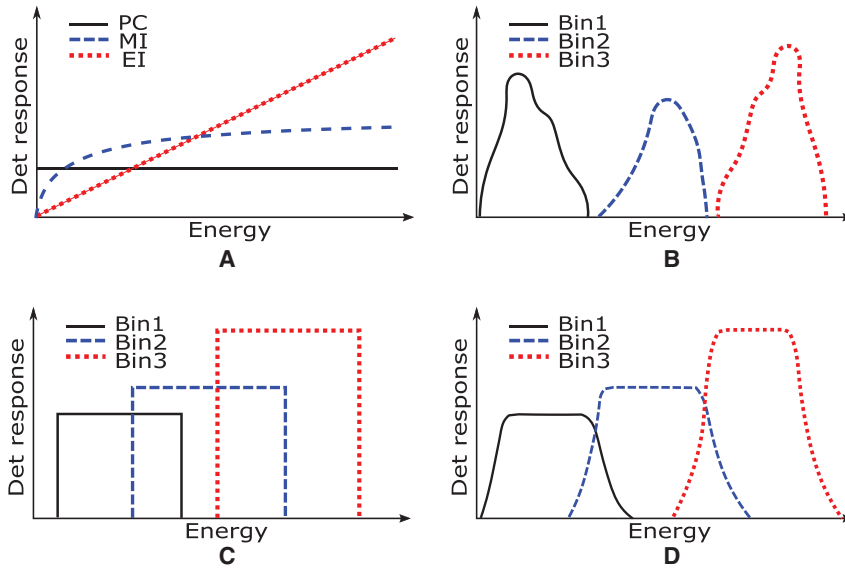 PC
MI
EI
Det response
Energy
A
Bin1
Bin2
Bin3
Det response
Energy
B
Bin1
Bin2
Bin3
Det response
Energy
C
Bin1
Bin2
Bin3
Det response
Energy
D